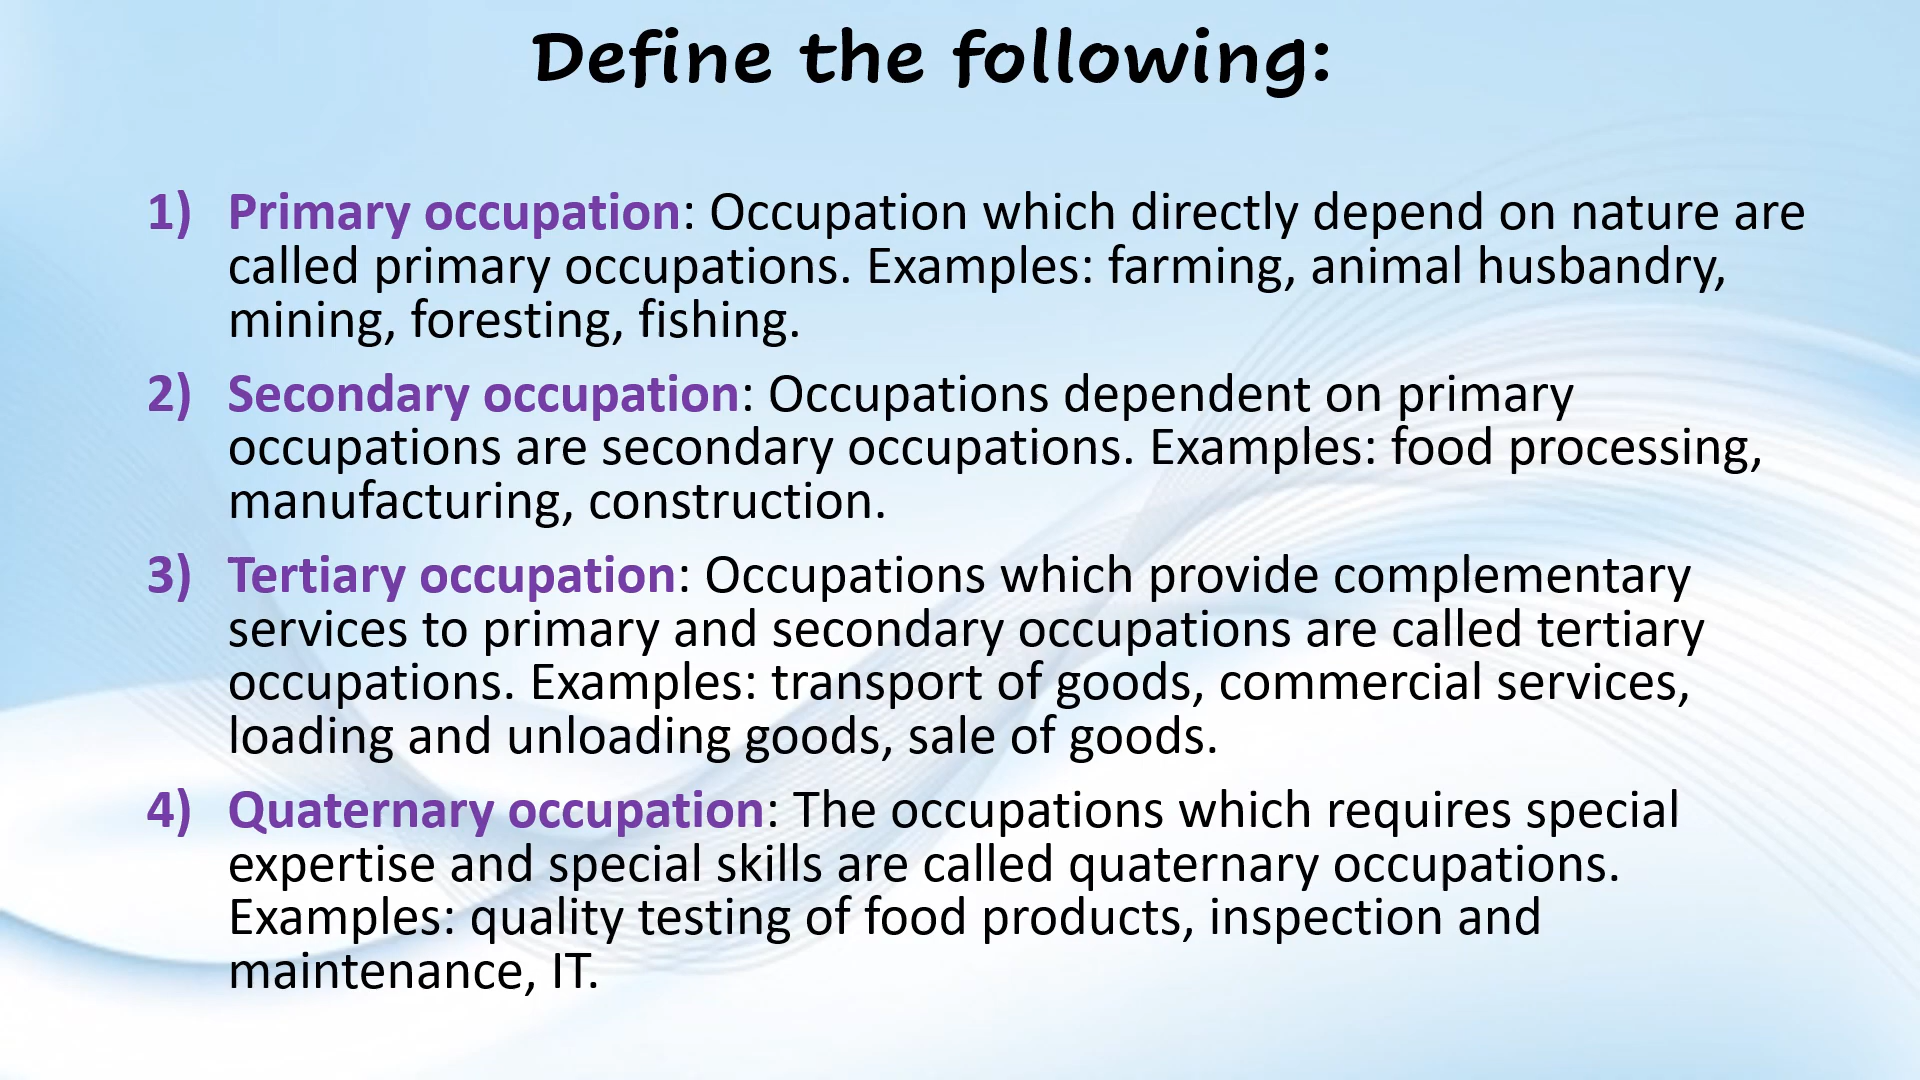 Define the following:
1) Primary occupation: Occupation which directly depend on nature are
called primary occupations. Examples: farming, animal husbandry,
mining, foresting, fishing.
2) Secondary occupation: Occupations dependent on primary
occupations are secondary occupations. Examples: food processing,
manufacturing, construction.
3) Tertiary occupation: Occupations which provide complementary
services to primary and secondary occupations are called tertiary
occupations. Examples: transport of goods, commercial services,
loading and unloading goods, sale of goods.
4) Quaternary occupation: The occupations which requires special
expertise and special skills are called quaternary occupations.
Examples: quality testing of food products, inspection and
maintenance, IT.